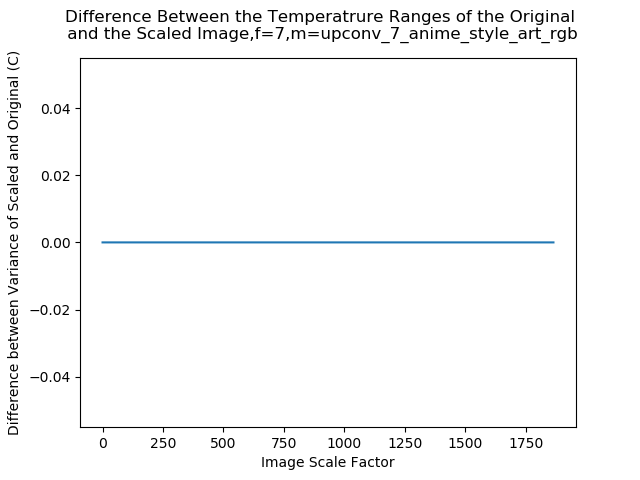 Difference Between the Temperatrure Ranges of the Original
and the Scaled Image,f=7,m=upconv_7_anime_style_art_rgb
Difference between Variance of Scaled and Original (C)
0.04
0.02
0.00
−0.02
−0.04
0 250 500 750 1000 1250 1500 1750
Image Scale Factor